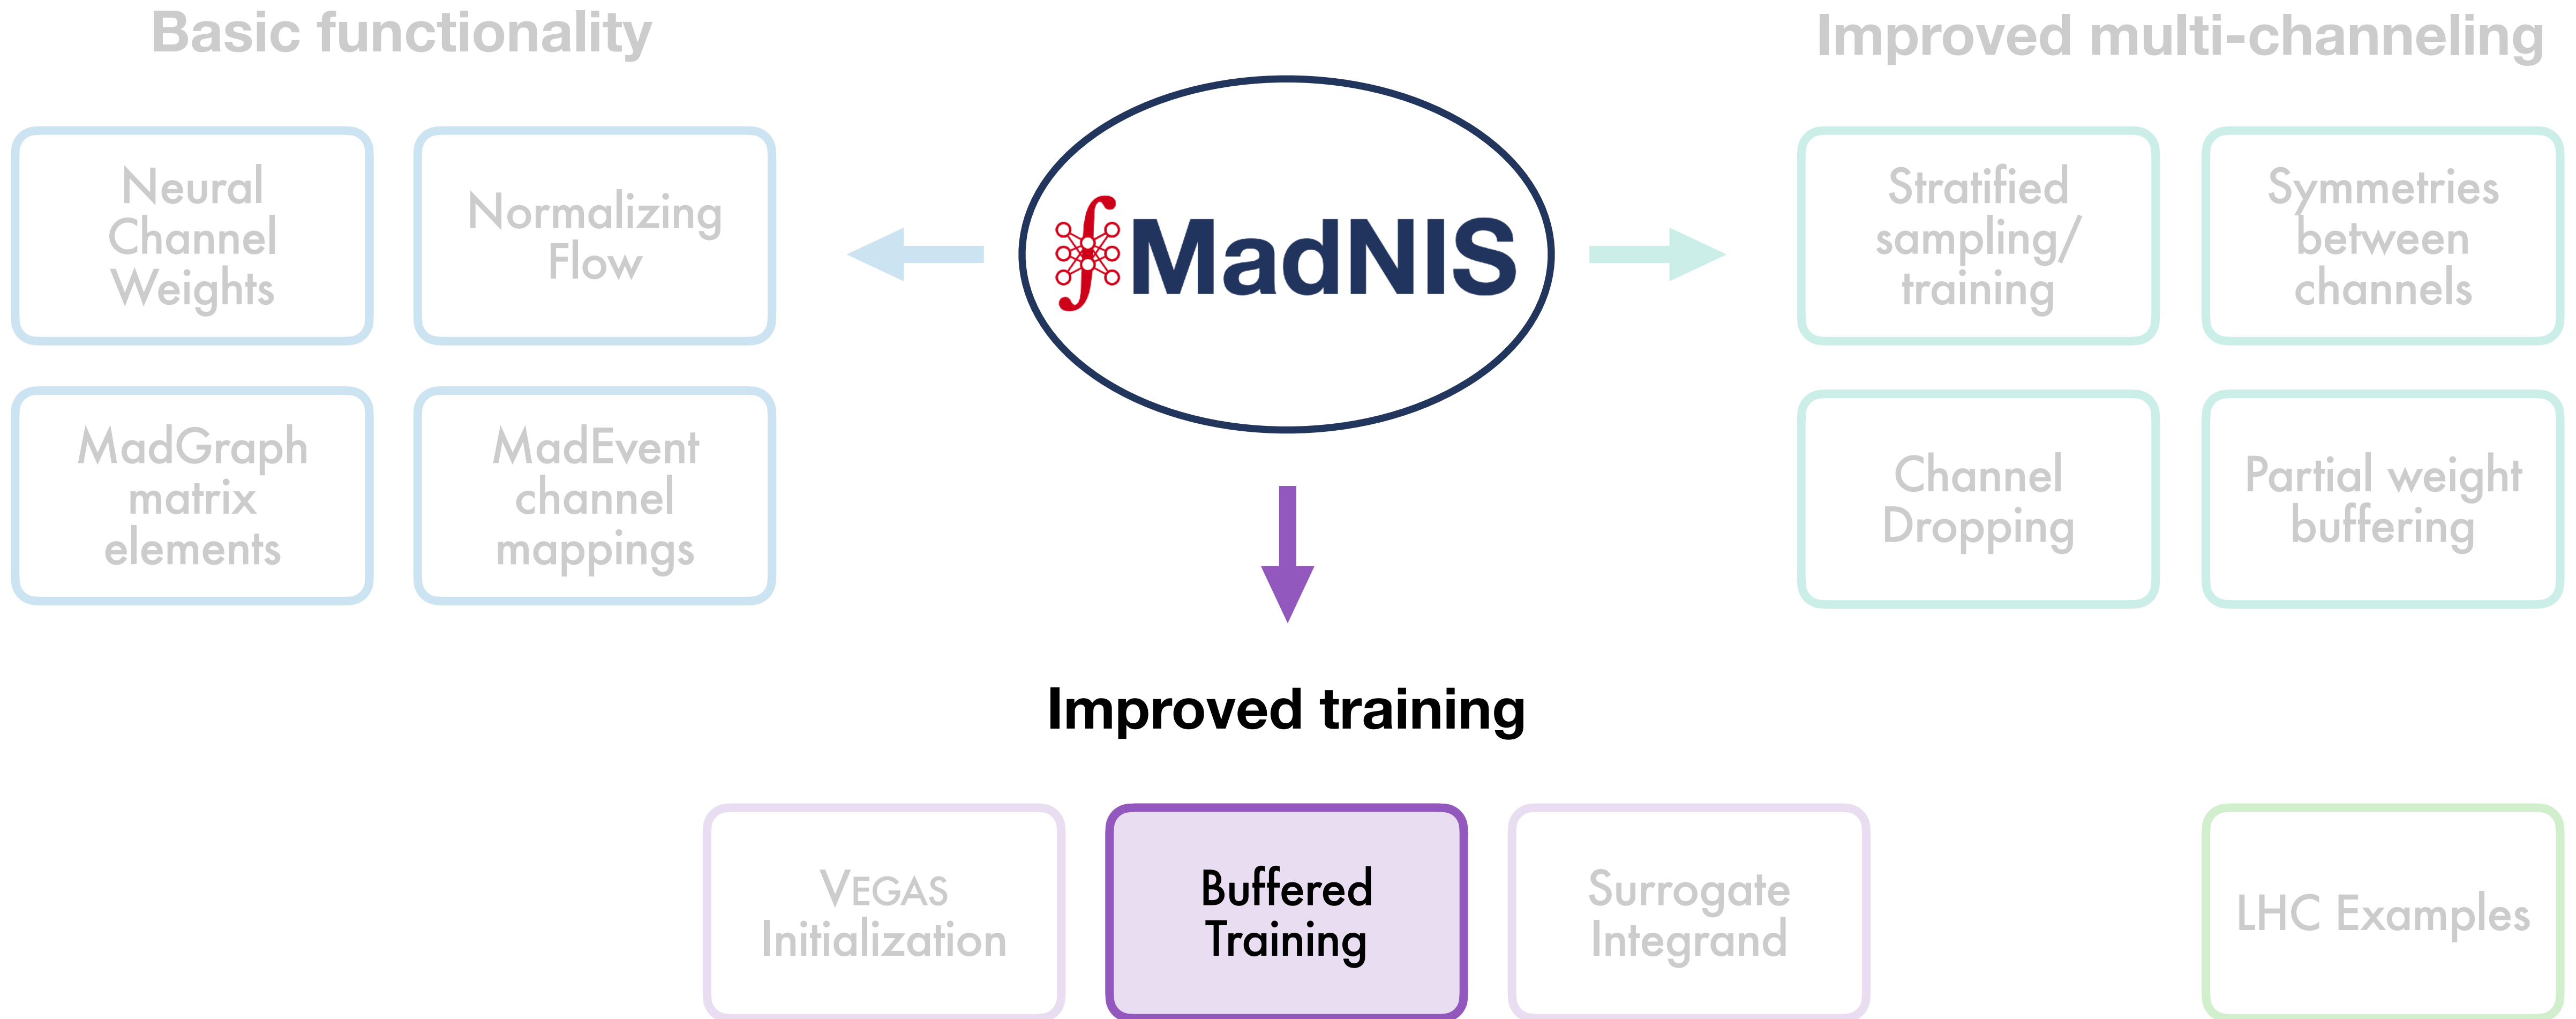 Basic functionality
Improved multi-channeling
Neural
Channel
Weights
Normalizing
Flow
MadGraph
matrix
elements
MadEvent
channel
mappings
MadNIS
Stratified
sampling/
training
Symmetries
between
channels
Channel
Dropping
Partial weight
buffering
Improved training
VEGAS
Initialization
Buffered
Training
Surrogate
Integrand
LHC Examples